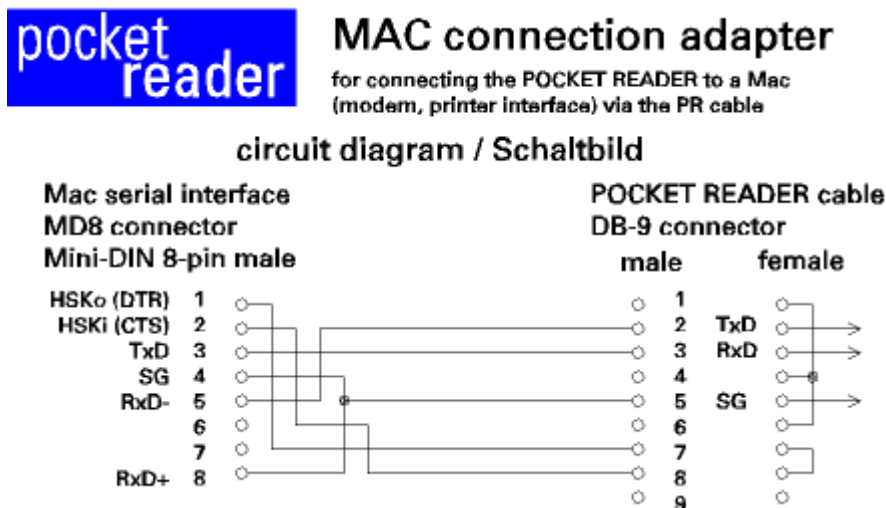 pocket reader
MAC connection adapter
for connecting the POCKET READER to a Mac
(modem, printer interface) via the PR cable
circuit diagram / Schaltbild
Mac serial interface
MD8 connector
Mini-DIN 8-pin male
POCKET READER cable
DB-9 connector
male female
HSKo (DTR) 1
HSKi (CTS) 2
TxD 3
SG 4
RxD- 5
6
7
RxD+ 8
1
2 TxD
3 RxD
4
5 SG
6
7
8
9